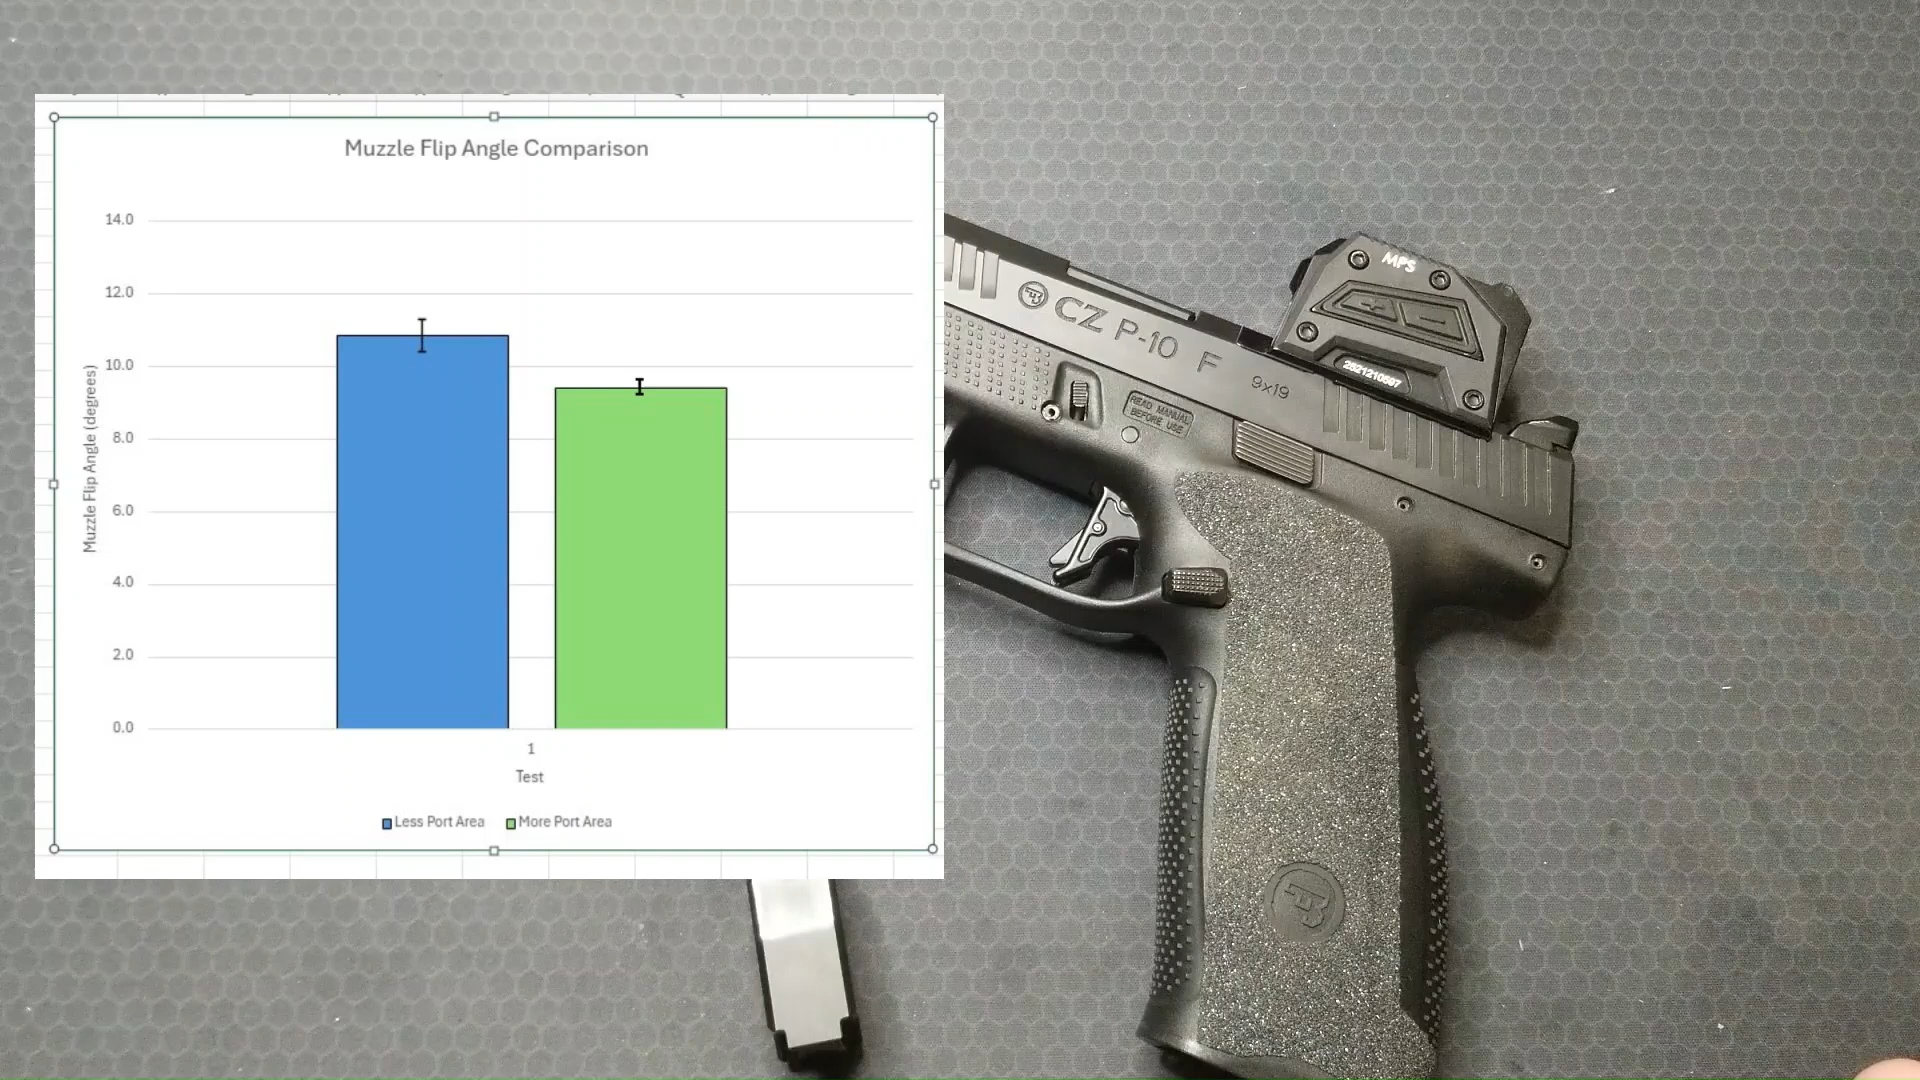 Muzzle Flip Angle Comparison
14.0
12.0
10.0
8.0
6.0
4.0
2.0
0.0
Muzzle Flip Angle (degrees)
1
Test
Less Port Area
More Port Area
MPS
2521210597
CZ P-10 F 9x19
READ MANUAL
BEFORE USE